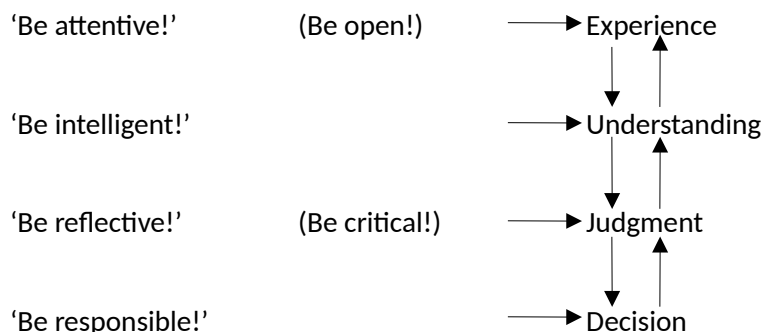 ‘Be attentive!’ (Be open!) Experience
‘Be intelligent!’ Understanding
‘Be reflective!’ (Be critical!) Judgment
‘Be responsible!’ Decision